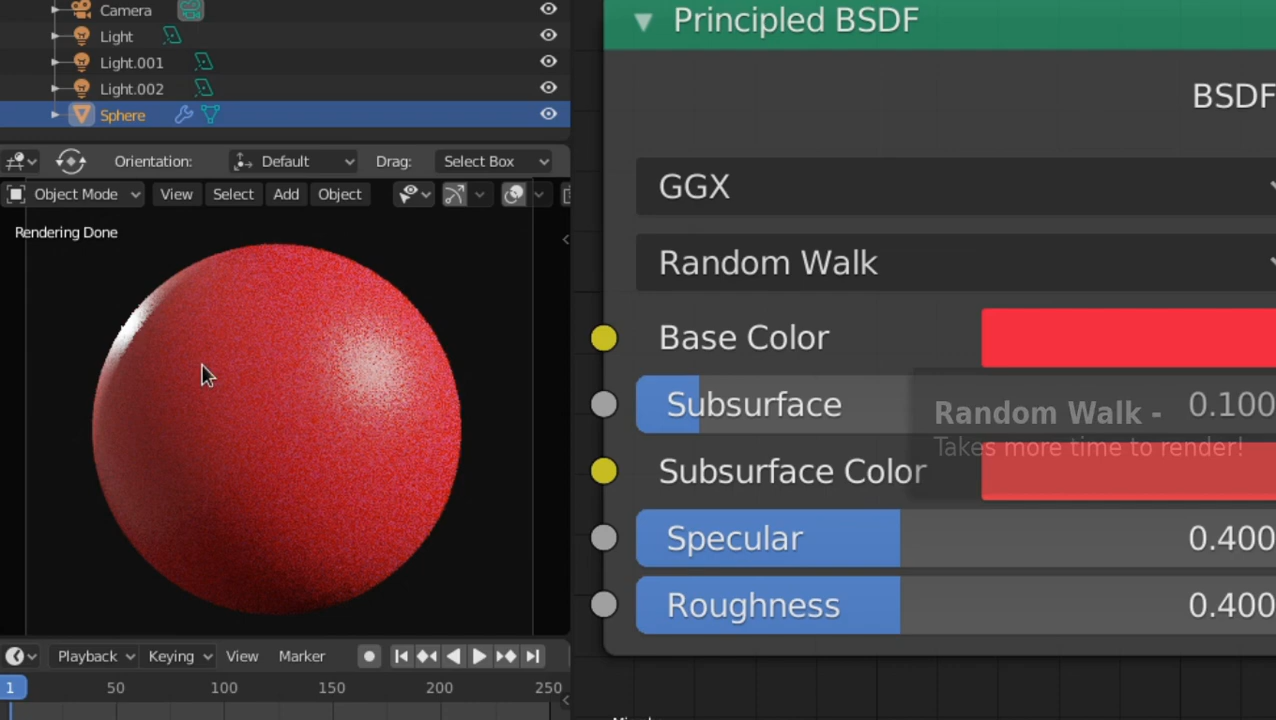 Camera
Light
Light.001
Light.002
Sphere
Orientation: Default Drag: Select Box
Object Mode View Select Add Object
Rendering Done
Playback Keying View Marker
1 50 100 150 200 250
Principled BSDF
BSDF
GGX
Random Walk
Base Color
Subsurface 0.100
Random Walk -
Takes more time to render!
Subsurface Color
Specular 0.400
Roughness 0.400